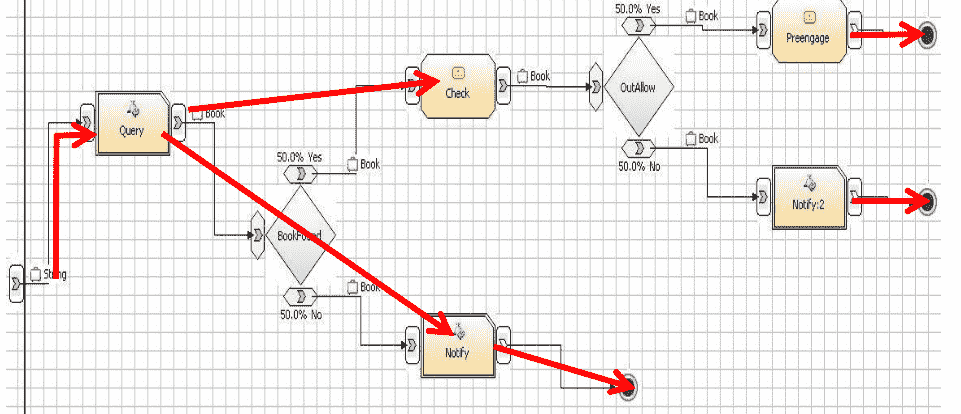 50.0% Yes
Book
Preengage
OutAllow
Book
Check
Book
Query
Book
50.0% No
50.0% Yes
Book
Notify:2
BookFound
String
Book
50.0% No
Notify